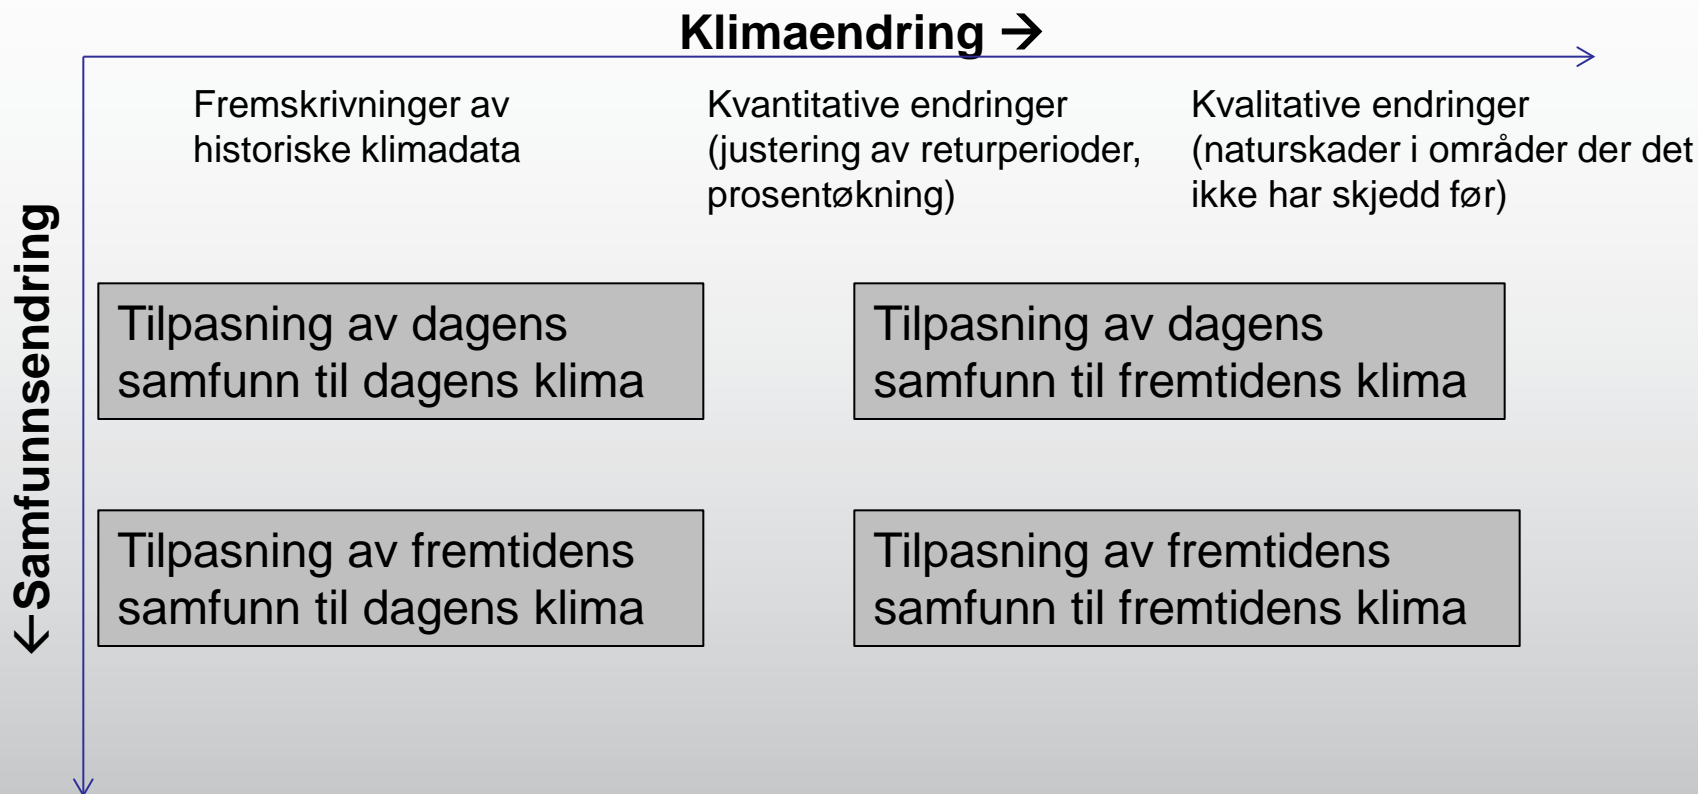 Klimaendring →
Fremskrivninger av
historiske klimadata
Kvantitative endringer
(justering av returperioder,
prosentøkning)
Kvalitative endringer
(naturskader i områder der det
ikke har skjedd før)
←Samfunnsendring
Tilpasning av dagens
samfunn til dagens klima
Tilpasning av dagens
samfunn til fremtidens klima
Tilpasning av fremtidens
samfunn til dagens klima
Tilpasning av fremtidens
samfunn til fremtidens klima